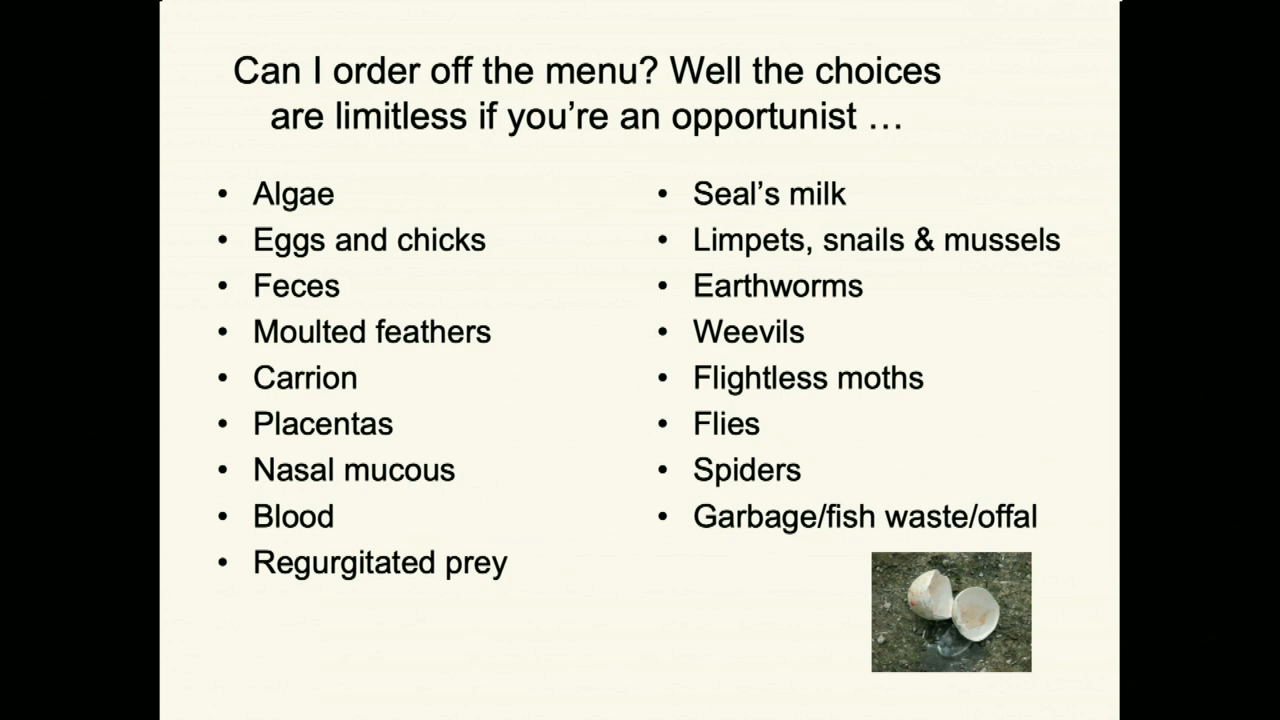 Can I order off the menu? Well the choices
are limitless if you’re an opportunist …
• Algae
• Eggs and chicks
• Feces
• Moulted feathers
• Carrion
• Placentas
• Nasal mucous
• Blood
• Regurgitated prey
• Seal’s milk
• Limpets, snails & mussels
• Earthworms
• Weevils
• Flightless moths
• Flies
• Spiders
• Garbage/fish waste/offal